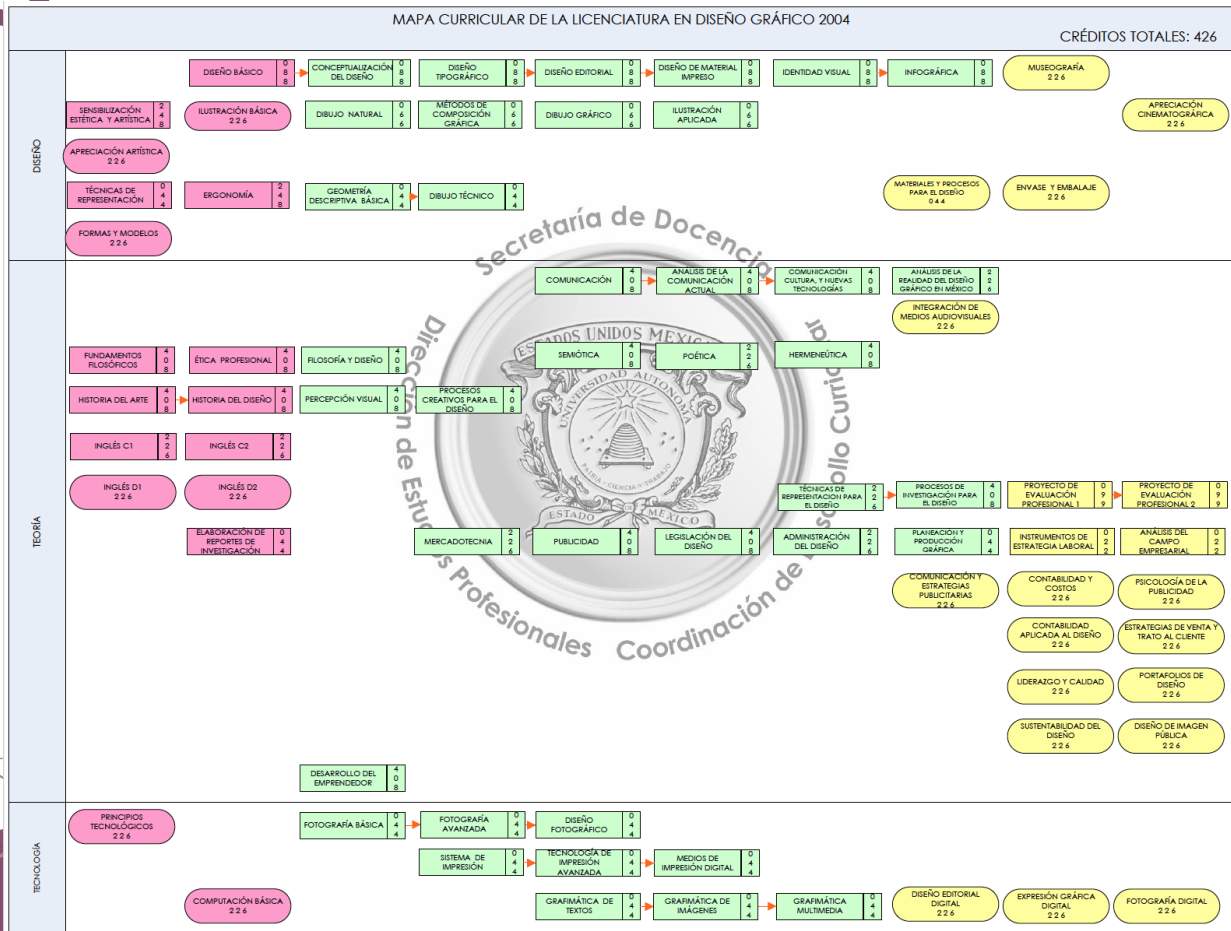 MAPA CURRICULAR DE LA LICENCIATURA EN DISEÑO GRÁFICO 2004
CRÉDITOS TOTALES: 426
DISEÑO
DISEÑO BÁSICO
0
8
8
CONCEPTUALIZACIÓN
DEL DISEÑO
0
8
8
DISEÑO
TIPOGRÁFICO
0
8
8
DISEÑO EDITORIAL
0
8
8
DISEÑO DE MATERIAL
IMPRESO
0
8
8
IDENTIDAD VISUAL
0
8
8
INFOGRÁFICA
0
8
8
MUSEOGRAFÍA
2 2 6
SENSIBILIZACIÓN
ESTÉTICA Y ARTÍSTICA
2
4
8
ILUSTRACIÓN BÁSICA
2 2 6
DIBUJO NATURAL
0
6
6
MÉTODOS DE
COMPOSICIÓN
GRÁFICA
0
6
6
DIBUJO GRÁFICO
0
6
6
ILUSTRACIÓN
APLICADA
0
6
6
APRECIACIÓN
CINEMATOGRÁFICA
2 2 6
APRECIACIÓN ARTÍSTICA
2 2 6
TÉCNICAS DE
REPRESENTACIÓN
0
4
4
ERGONOMÍA
2
4
8
GEOMETRÍA
DESCRIPTIVA BÁSICA
0
4
4
DIBUJO TÉCNICO
0
4
4
MATERIALES Y PROCESOS
PARA EL DISEÑO
0 4 4
ENVASE Y EMBALAJE
2 2 6
FORMAS Y MODELOS
2 2 6
TEORÍA
COMUNICACIÓN
4
0
8
ANÁLISIS DE LA
COMUNICACIÓN
ACTUAL
4
0
8
COMUNICACIÓN
CULTURA, Y NUEVAS
TECNOLOGÍAS
4
0
8
ANÁLISIS DE LA
REALIDAD DEL DISEÑO
GRÁFICO EN MÉXICO
2
2
6
INTEGRACIÓN DE
MEDIOS AUDIOVISUALES
2 2 6
FUNDAMENTOS
FILOSÓFICOS
4
0
8
ÉTICA PROFESIONAL
4
0
8
FILOSOFÍA Y DISEÑO
4
0
8
SEMIÓTICA
4
0
8
POÉTICA
2
2
6
HERMENEÚTICA
4
0
8
HISTORIA DEL ARTE
4
0
8
HISTORIA DEL DISEÑO
4
0
8
PERCEPCIÓN VISUAL
4
0
8
PROCESOS
CREATIVOS PARA EL
DISEÑO
4
0
8
INGLÉS C1
2
2
6
INGLÉS C2
2
2
6
INGLÉS D1
2 2 6
INGLÉS D2
2 2 6
TÉCNICAS DE
REPRESENTACION PARA
EL DISEÑO
2
2
6
PROCESOS DE
INVESTIGACIÓN PARA
EL DISEÑO
4
0
8
PROYECTO DE
EVALUACIÓN
PROFESIONAL 1
0
9
9
PROYECTO DE
EVALUACIÓN
PROFESIONAL 2
0
9
9
ELABORACIÓN DE
REPORTES DE
INVESTIGACIÓN
0
4
4
MERCADOTECNIA
2
2
6
PUBLICIDAD
4
0
8
LEGISLACIÓN DEL
DISEÑO
4
0
8
ADMINISTRACIÓN
DEL DISEÑO
2
2
6
PLANEACIÓN Y
PRODUCCIÓN
GRÁFICA
0
4
4
INSTRUMENTOS DE
ESTRATEGIA LABORAL
0
2
2
ANÁLISIS DEL
CAMPO
EMPRESARIAL
0
2
2
COMUNICACIÓN Y
ESTRATEGIAS
PUBLICITARIAS
2 2 6
CONTABILIDAD Y
COSTOS
2 2 6
PSICOLOGÍA DE LA
PUBLICIDAD
2 2 6
CONTABILIDAD
APLICADA AL DISEÑO
2 2 6
ESTRATEGIAS DE VENTA Y
TRATO AL CLIENTE
2 2 6
LIDERAZGO Y CALIDAD
2 2 6
PORTAFOLIOS DE
DISEÑO
2 2 6
SUSTENTABILIDAD DEL
DISEÑO
2 2 6
DISEÑO DE IMAGEN
PÚBLICA
2 2 6
DESARROLLO DEL
EMPRENDEDOR
4
0
8
TECNOLOGÍA
PRINCIPIOS
TECNOLÓGICOS
2 2 6
FOTOGRAFÍA BÁSICA
0
4
4
FOTOGRAFÍA
AVANZADA
0
4
4
DISEÑO
FOTOGRÁFICO
0
4
4
SISTEMA DE
IMPRESIÓN
0
4
4
TECNOLOGÍA DE
IMPRESIÓN
AVANZADA
0
4
4
MEDIOS DE
IMPRESIÓN DIGITAL
0
4
4
COMPUTACIÓN BÁSICA
2 2 6
GRAFIMÁTICA DE
TEXTOS
0
4
4
GRAFIMÁTICA DE
IMÁGENES
0
4
4
GRAFIMÁTICA
MULTIMEDIA
0
4
4
DISEÑO EDITORIAL
DIGITAL
2 2 6
EXPRESIÓN GRÁFICA
DIGITAL
2 2 6
FOTOGRAFÍA DIGITAL
2 2 6
Secretaría de Docencia
Dirección de Estudios Profesionales
Coordinación de
UNIDOS
UNIVERSIDAD AUTONOMA
PATRIA - CIENCIA Y TRABAJO
ESTADO DE MEXICO